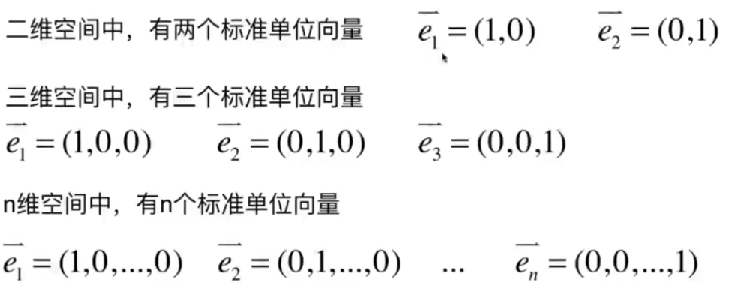 二维空间中，有两个标准单位向量 $\overrightarrow{e_1} = (1,0)$ $\overrightarrow{e_2} = (0,1)$
三维空间中，有三个标准单位向量
$\overrightarrow{e_1} = (1,0,0)$ $\overrightarrow{e_2} = (0,1,0)$ $\overrightarrow{e_3} = (0,0,1)$
n维空间中，有n个标准单位向量
$\overrightarrow{e_1} = (1,0,...,0)$ $\overrightarrow{e_2} = (0,1,...,0)$ ... $\overrightarrow{e_n} = (0,0,...,1)$